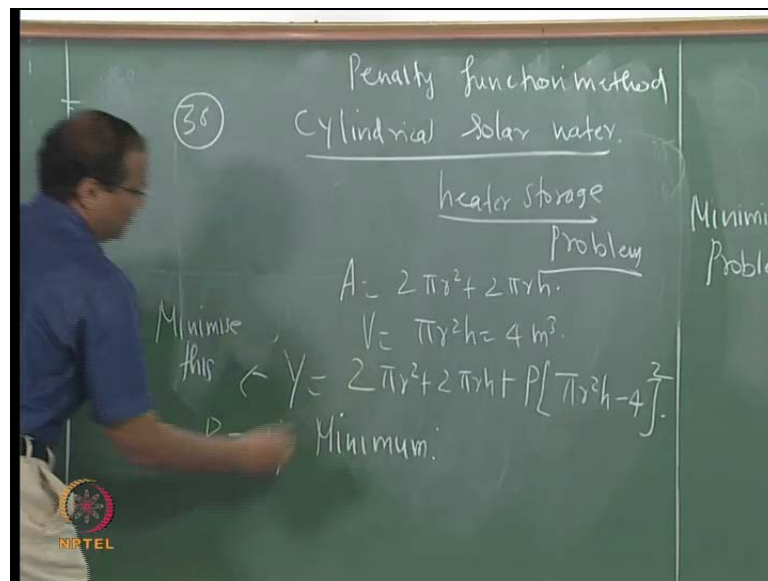 Penalty function method
36 Cylindrical Solar water.
heater storage
Problem
A = 2πr² + 2πrh.
V = πr²h = 4 m³.
Minimise this ← Y = 2πr² + 2πrh + P[πr²h - 4]².
P = Minimum.
Minimi
Proble
NPTEL